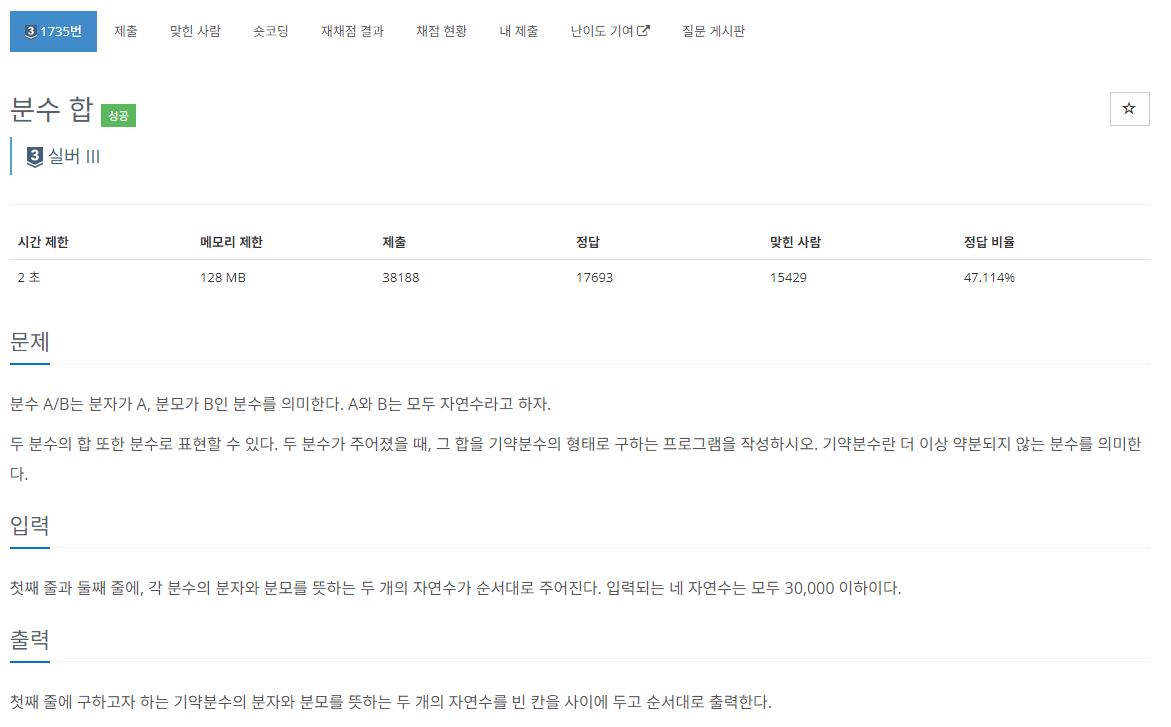 3 1735번 제출 맞힌 사람 숏코딩 재채점 결과 채점 현황 내 제출 난이도 기여 질문 게시판
분수 합 성공
3 실버 III
시간 제한 메모리 제한 제출 정답 맞힌 사람 정답 비율
2 초 128 MB 38188 17693 15429 47.114%
문제
분수 A/B는 분자가 A, 분모가 B인 분수를 의미한다. A와 B는 모두 자연수라고 하자.
두 분수의 합 또한 분수로 표현할 수 있다. 두 분수가 주어졌을 때, 그 합을 기약분수의 형태로 구하는 프로그램을 작성하시오. 기약분수란 더 이상 약분되지 않는 분수를 의미한
다.
입력
첫째 줄과 둘째 줄에, 각 분수의 분자와 분모를 뜻하는 두 개의 자연수가 순서대로 주어진다. 입력되는 네 자연수는 모두 30,000 이하이다.
출력
첫째 줄에 구하고자 하는 기약분수의 분자와 분모를 뜻하는 두 개의 자연수를 빈 칸을 사이에 두고 순서대로 출력한다.